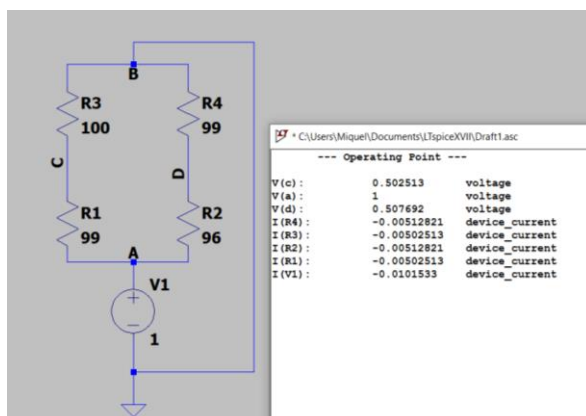 B
R3
100
R4
99
C
D
R1
99
R2
96
A
V1
1
* C:\Users\Miquel\Documents\LTspiceXVII\Draft1.asc
--- Operating Point ---
V(c): 0.502513 voltage
V(a): 1 voltage
V(d): 0.507692 voltage
I(R4): -0.00512821 device_current
I(R3): -0.00502513 device_current
I(R2): -0.00512821 device_current
I(R1): -0.00502513 device_current
I(V1): -0.0101533 device_current